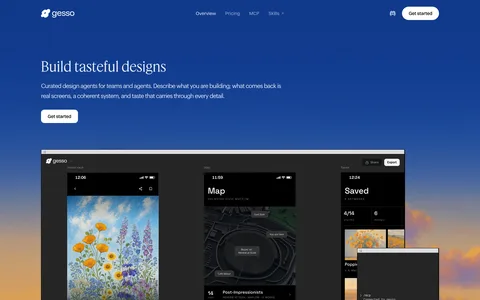 gesso
Overview
Pricing
MCP
Skills
Get started
Build tasteful designs
Curated design agents for teams and agents. Describe what you are building; what comes back is
real screens, a coherent system, and taste that carries through every detail.
Get started
gesso
Share
Export
12:06
11:59
12:24
Map
Saved
4/14
6
14
Post-Impressionists